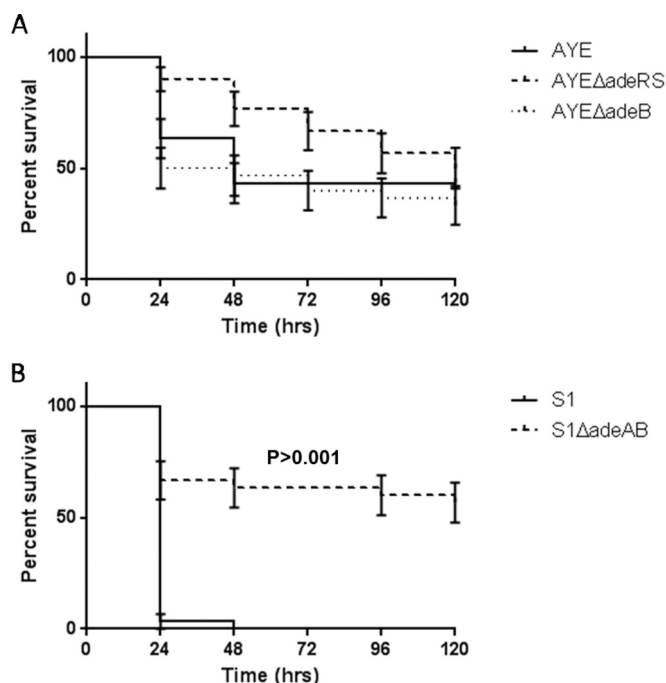 A
100
50
0
Percent survival
0 24 48 72 96 120
Time (hrs)
AYE
AYEΔadeRS
AYEΔadeB
B
100
50
0
Percent survival
P>0.001
0 24 48 72 96 120
Time (hrs)
S1
S1ΔadeAB